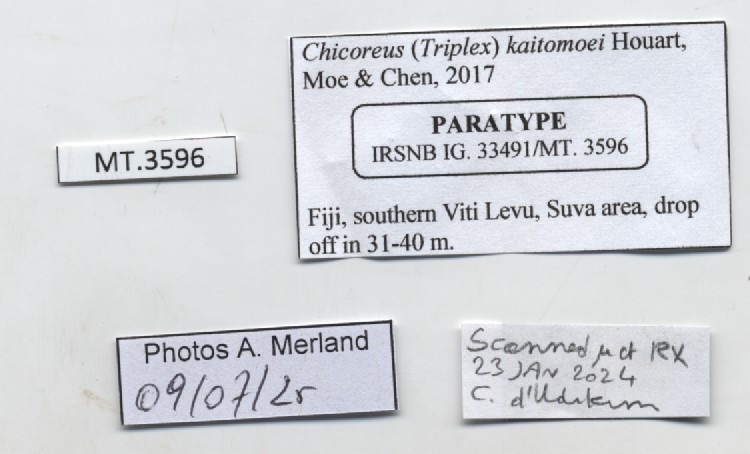 Chicoreus (Triplex) kaitomoei Houart,
Moe & Chen, 2017
PARATYPE
IRSNB IG. 33491/MT. 3596
Fiji, southern Viti Levu, Suva area, drop
off in 31-40 m.
MT.3596
Photos A. Merland
09/07/25
Scanned µct RX
23 JAN 2024
C.